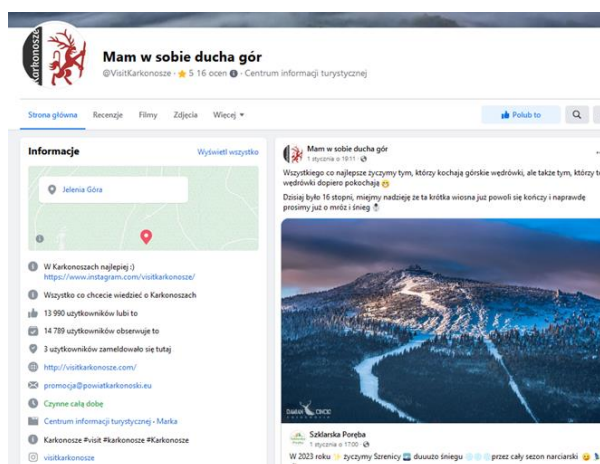 Karkonosze
Mam w sobie ducha gór
@VisitKarkonosze · 5 16 ocen · Centrum informacji turystycznej
Strona główna Recenzje Filmy Zdjęcia Więcej
Polub to
Informacje
Wyświetl wszystko
Jelenia Góra
W Karkonoszach najlepiej :)
https://www.instagram.com/visitkarkonosze/
Wszystko co chcecie wiedzieć o Karkonoszach
13 990 użytkowników lubi to
14 789 użytkowników obserwuje to
3 użytkowników zameldowało się tutaj
http://visitkarkonosze.com/
promocja@powiatkarkonoski.eu
Czynne całą dobę
Centrum informacji turystycznej · Marka
Karkonosze #visit #karkonosze #Karkonosze
visitkarkonosze
Mam w sobie ducha gór
1 stycznia o 19:11 ·
Wszystkiego co najlepsze życzymy tym, którzy kochają górskie wędrówki, ale także tym, którzy te
wędrówki dopiero pokochają
Dzisiaj było 16 stopni, miejmy nadzieję że ta krótka wiosna już powoli się kończy i naprawdę
prosimy już o mróz i śnieg
Szklarska Poręba
1 stycznia o 17:00 ·
W 2023 roku życzymy Szrenicy duuużo śniegu przez cały sezon narciarski